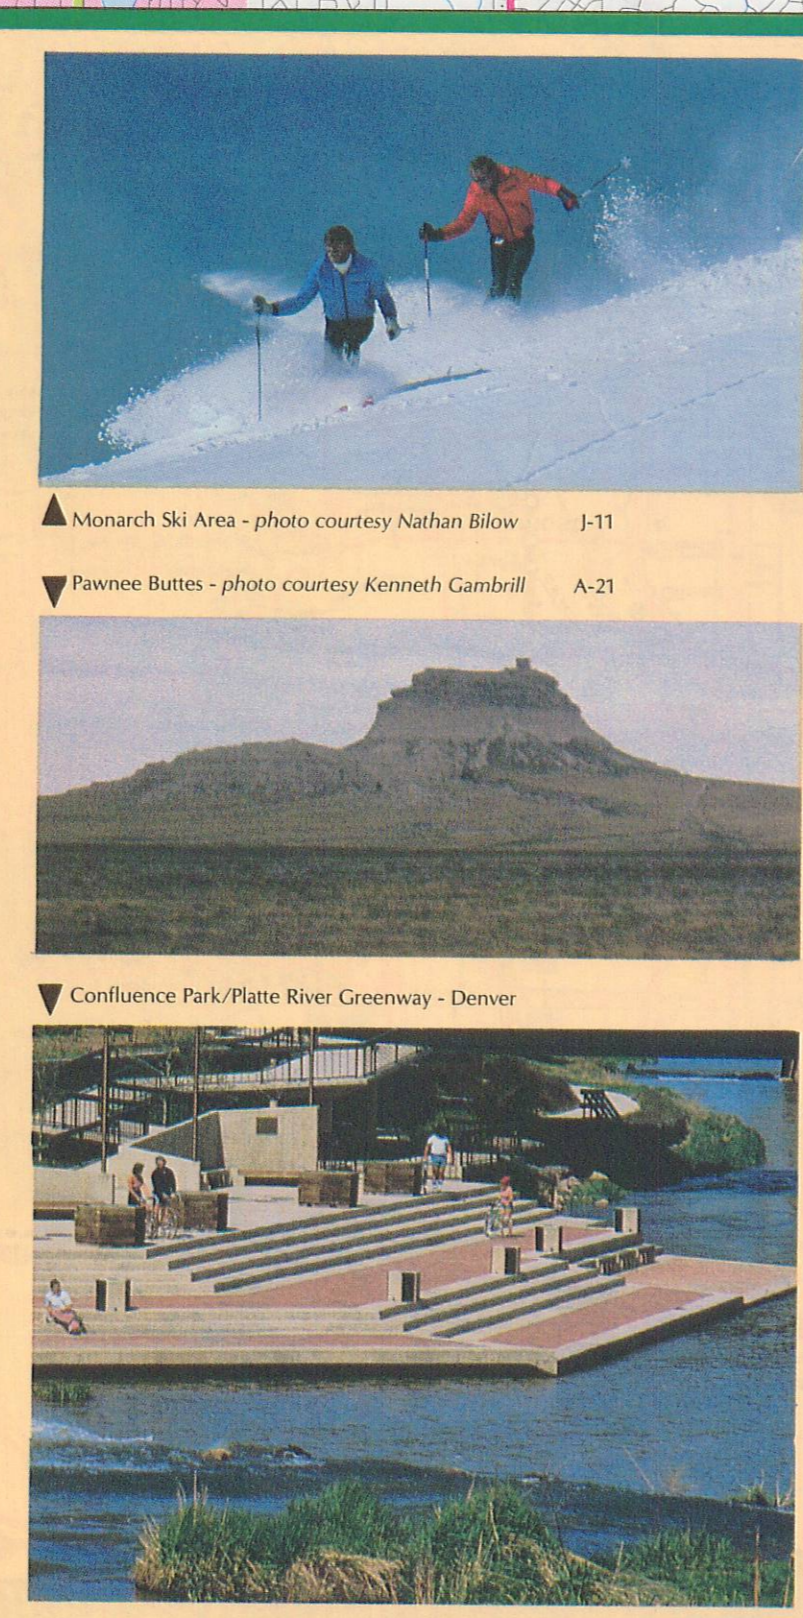 Monarch Ski Area - photo courtesy Nathan Bilow J-11
Pawnee Buttes - photo courtesy Kenneth Gambrill A-21
Confluence Park/Platte River Greenway - Denver